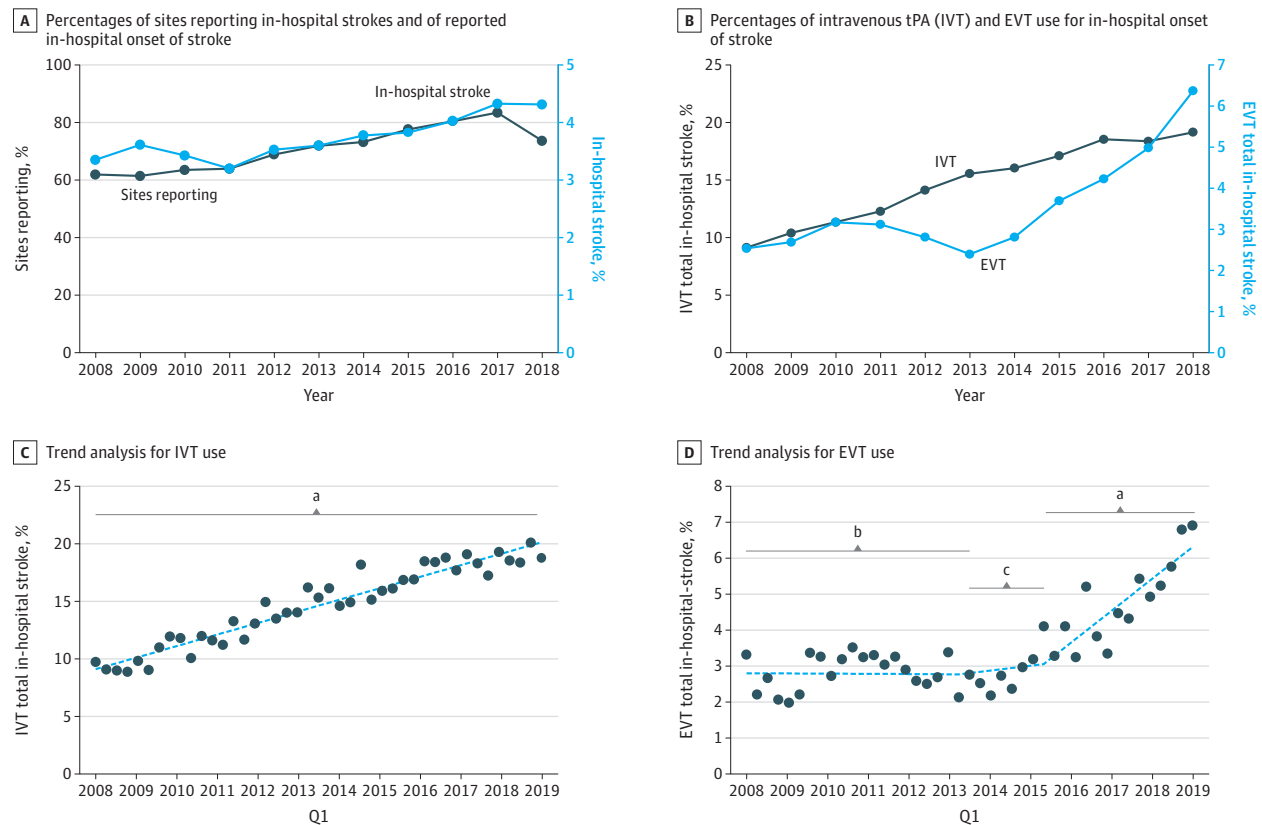 A Percentages of sites reporting in-hospital strokes and of reported
in-hospital onset of stroke
100
80
60
40
20
0
Sites reporting, %
5
4
3
2
1
0
In-hospital stroke, %
In-hospital stroke
Sites reporting
2008 2009 2010 2011 2012 2013 2014 2015 2016 2017 2018
Year
B Percentages of intravenous tPA (IVT) and EVT use for in-hospital onset
of stroke
25
20
15
10
5
0
IVT total in-hospital stroke, %
7
6
5
4
3
2
1
0
EVT total in-hospital stroke, %
IVT
EVT
2008 2009 2010 2011 2012 2013 2014 2015 2016 2017 2018
Year
C Trend analysis for IVT use
25
20
15
10
5
0
IVT total in-hospital stroke, %
a
2008 2009 2010 2011 2012 2013 2014 2015 2016 2017 2018 2019
Q1
D Trend analysis for EVT use
8
7
6
5
4
3
2
1
0
EVT total in-hospital-stroke, %
a
b
c
2008 2009 2010 2011 2012 2013 2014 2015 2016 2017 2018 2019
Q1